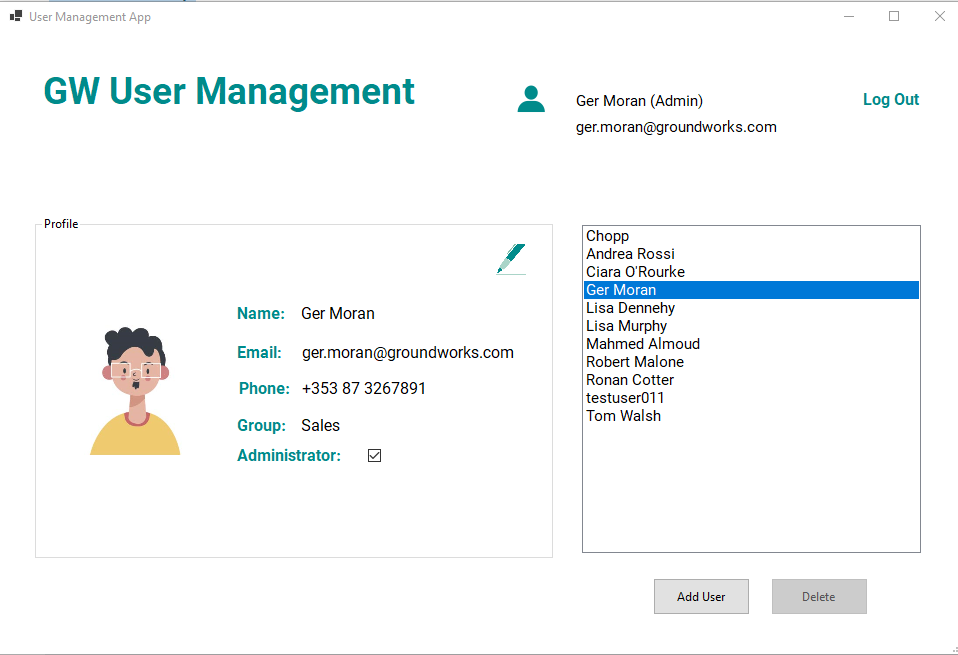 User Management App
GW User Management
Ger Moran (Admin)
Log Out
ger.moran@groundworks.com
Profile
Name: Ger Moran
Email: ger.moran@groundworks.com
Phone: +353 87 3267891
Group: Sales
Administrator:
Chopp
Andrea Rossi
Ciara O'Rourke
Ger Moran
Lisa Dennehy
Lisa Murphy
Mahmed Almoud
Robert Malone
Ronan Cotter
testuser011
Tom Walsh
Add User
Delete